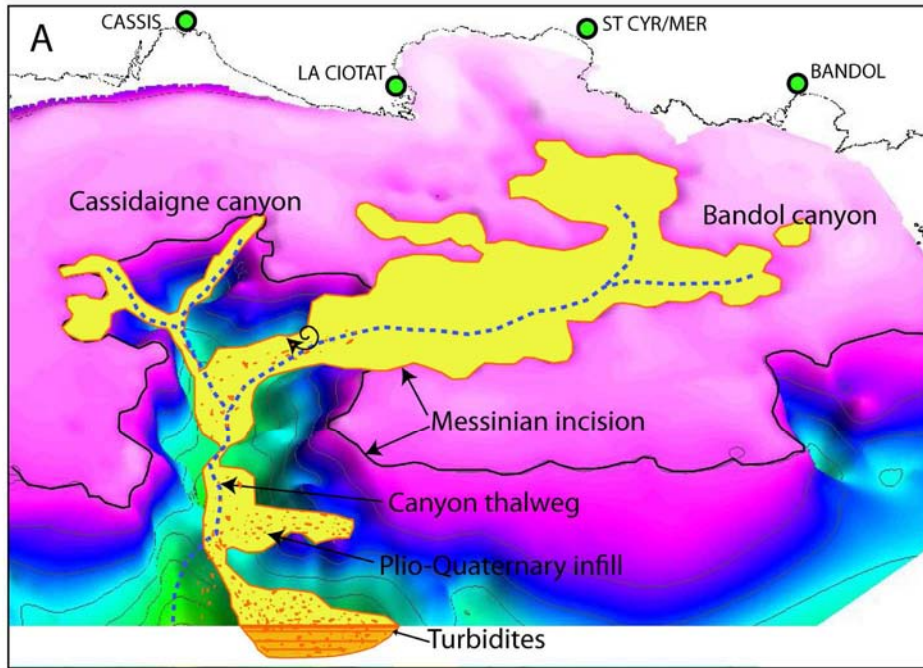 A
CASSIS
ST CYR/MER
LA CIOTAT
BANDOL
Cassidaigne canyon
Bandol canyon
Messinian incision
Canyon thalweg
Plio-Quaternary infill
Turbidites